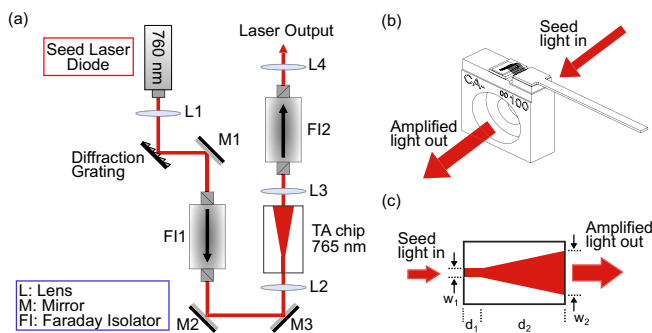 (a)
Seed Laser
Diode
760 nm
L1
Diffraction
Grating
M1
FI1
M2
M3
L2
TA chip
765 nm
L3
FI2
L4
Laser Output
L: Lens
M: Mirror
FI: Faraday Isolator
(b)
Seed
light in
CA-∞100
Amplified
light out
(c)
Seed
light in
Amplified
light out
w1
w2
d1
d2